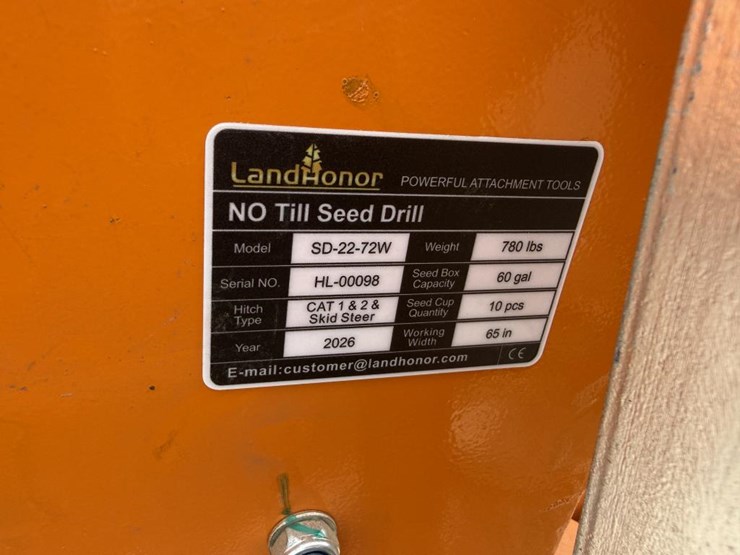 LandHonor POWERFUL ATTACHMENT TOOLS
NO Till Seed Drill
Model SD-22-72W Weight 780 lbs
Serial NO. HL-00098 Seed Box Capacity 60 gal
Hitch Type CAT 1 & 2 & Skid Steer Seed Cup Quantity 10 pcs
Year 2026 Working Width 65 in
E-mail:customer@landhonor.com CE